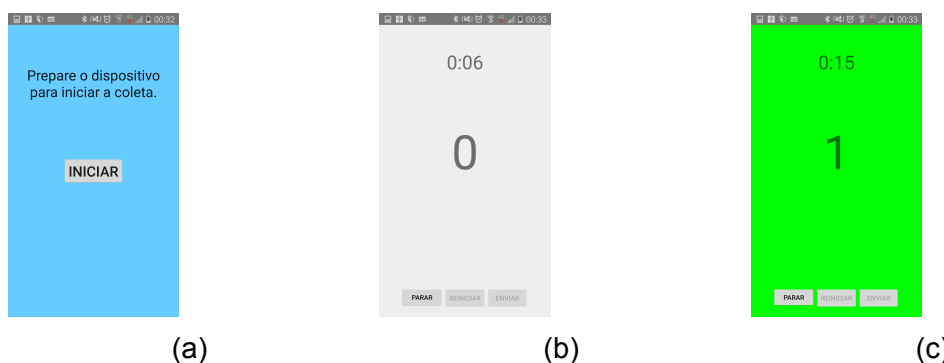 00:32
Prepare o dispositivo
para iniciar a coleta.
INICIAR
(a)
00:33
0:06
0
PARAR REINICIAR ENVIAR
(b)
00:33
0:15
1
PARAR REINICIAR ENVIAR
(c)